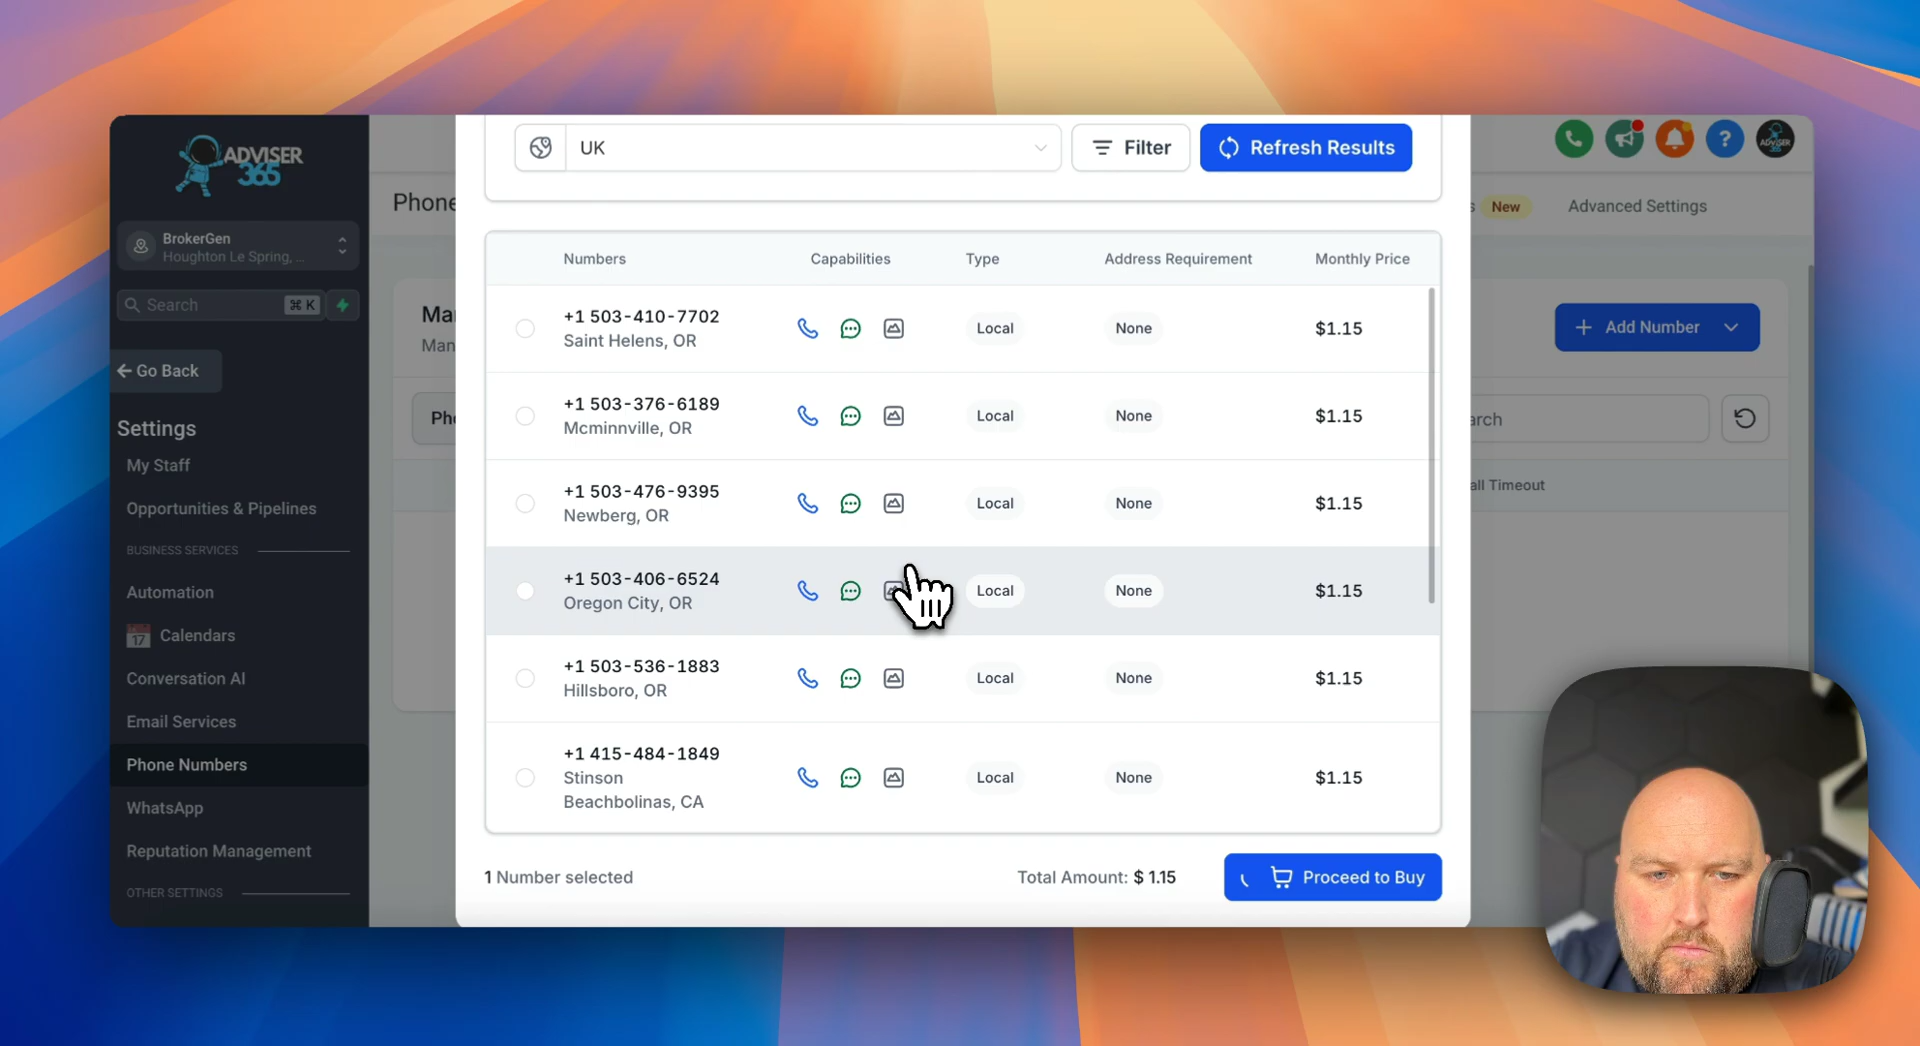 ADVISER
365
BrokerGen
Houghton Le Spring, ...
Search
⌘ K
Go Back
Settings
My Staff
Opportunities & Pipelines
BUSINESS SERVICES
Automation
17
Calendars
Conversation AI
Email Services
Phone Numbers
WhatsApp
Reputation Management
OTHER SETTINGS
Phone
Ma
Man
UK
Filter
Refresh Results
Numbers
Capabilities
Type
Address Requirement
Monthly Price
+1 503-410-7702
Saint Helens, OR
Local
None
$1.15
+1 503-376-6189
Mcminnville, OR
Local
None
$1.15
+1 503-476-9395
Newberg, OR
Local
None
$1.15
+1 503-406-6524
Oregon City, OR
Local
None
$1.15
+1 503-536-1883
Hillsboro, OR
Local
None
$1.15
+1 415-484-1849
Stinson
Beachbolinas, CA
Local
None
$1.15
1 Number selected
Total Amount: $ 1.15
Proceed to Buy
s
New
Advanced Settings
+ Add Number
arch
all Timeout